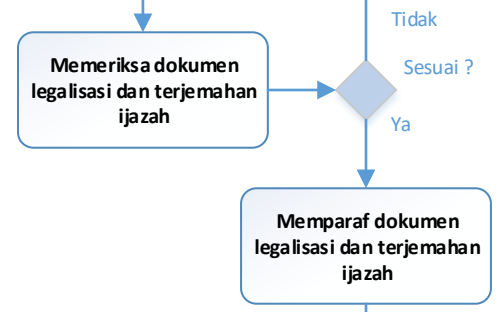 Tidak
Memeriksa dokumen
legalisasi dan terjemahan
ijazah
Sesuai ?
Ya
Memparaf dokumen
legalisasi dan terjemahan
ijazah